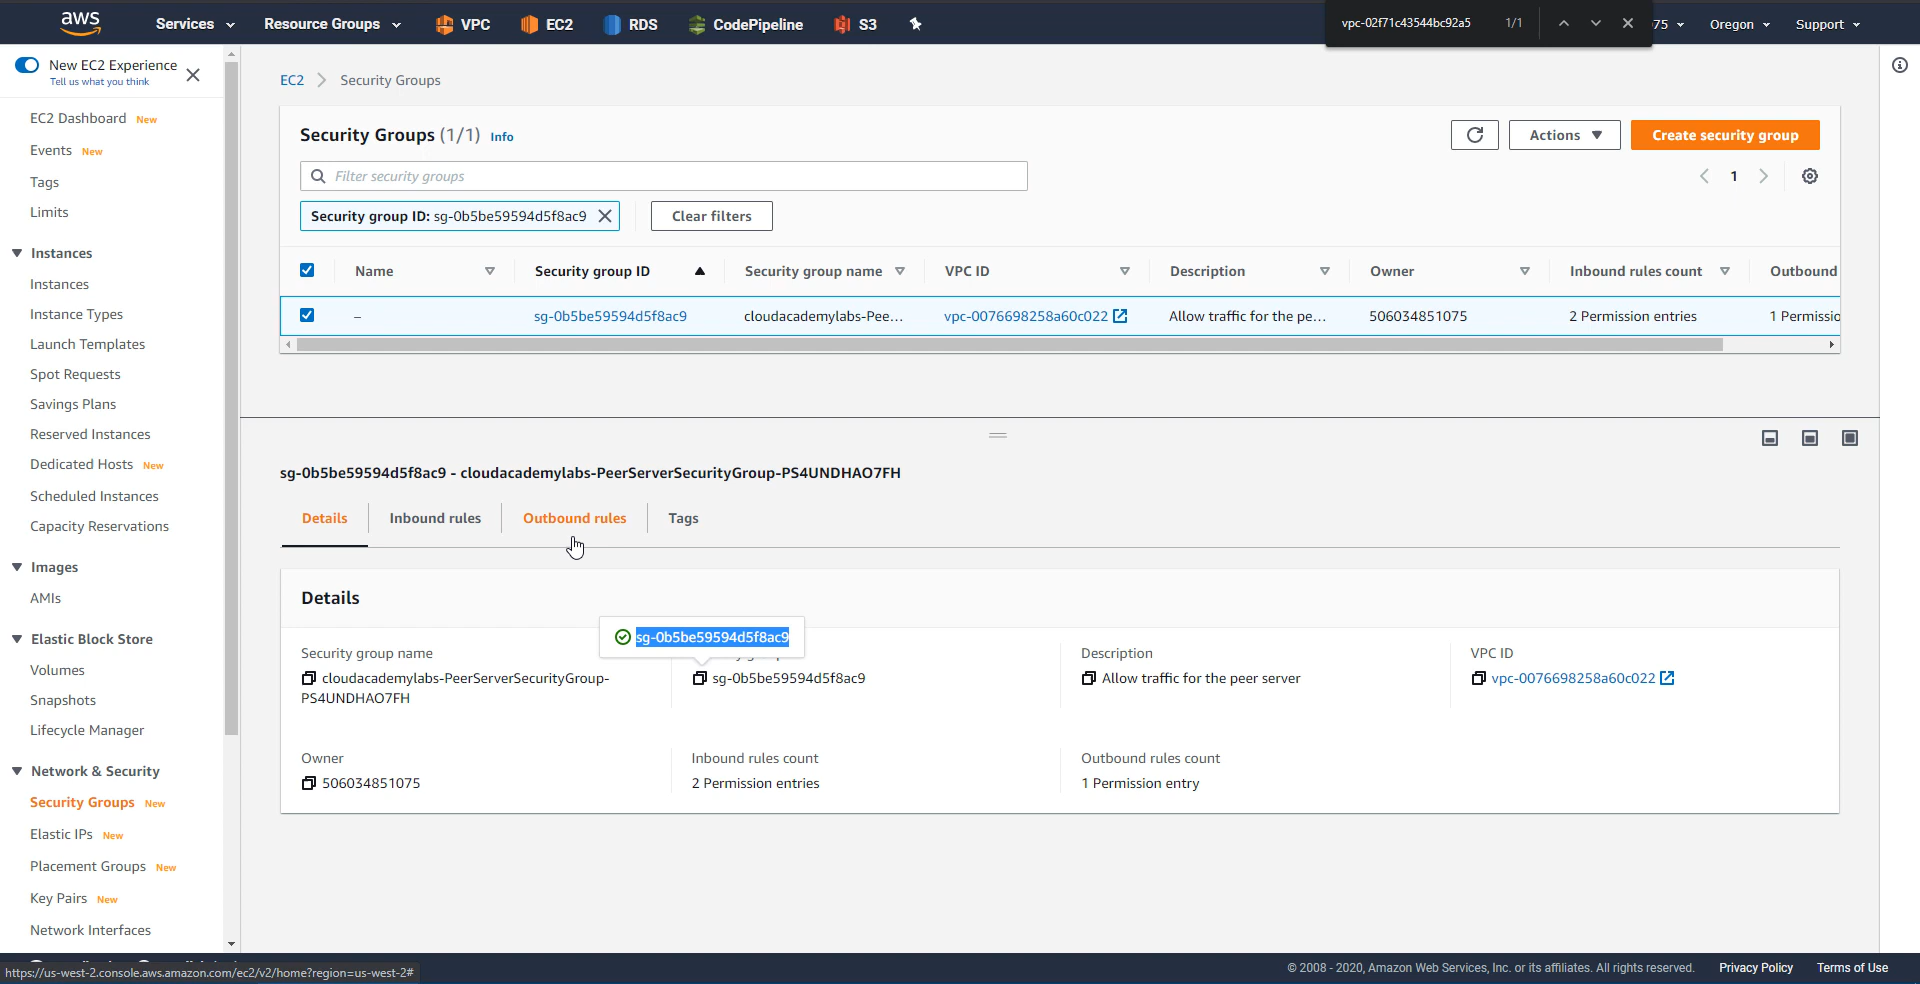 aws Services Resource Groups VPC EC2 RDS CodePipeline S3 vpc-02f71c43544bc92a5 1/1 75 Oregon Support
New EC2 Experience
Tell us what you think
EC2 Dashboard New
Events New
Tags
Limits
Instances
Instances
Instance Types
Launch Templates
Spot Requests
Savings Plans
Reserved Instances
Dedicated Hosts New
Scheduled Instances
Capacity Reservations
Images
AMIs
Elastic Block Store
Volumes
Snapshots
Lifecycle Manager
Network & Security
Security Groups New
Elastic IPs New
Placement Groups New
Key Pairs New
Network Interfaces
EC2 Security Groups
Security Groups (1/1) Info
Actions Create security group
Filter security groups
1
Security group ID: sg-0b5be59594d5f8ac9 Clear filters
Name Security group ID Security group name VPC ID Description Owner Inbound rules count Outbound
– sg-0b5be59594d5f8ac9 cloudacademylabs-Pee... vpc-0076698258a60c022 Allow traffic for the pe... 506034851075 2 Permission entries 1 Permissio
sg-0b5be59594d5f8ac9 - cloudacademylabs-PeerServerSecurityGroup-PS4UNDHAO7FH
Details Inbound rules Outbound rules Tags
Details
sg-0b5be59594d5f8ac9
Security group name
cloudacademylabs-PeerServerSecurityGroup-
PS4UNDHAO7FH
sg-0b5be59594d5f8ac9
Description
Allow traffic for the peer server
VPC ID
vpc-0076698258a60c022
Owner
506034851075
Inbound rules count
2 Permission entries
Outbound rules count
1 Permission entry
https://us-west-2.console.aws.amazon.com/ec2/v2/home?region=us-west-2#
© 2008 - 2020, Amazon Web Services, Inc. or its affiliates. All rights reserved. Privacy Policy Terms of Use